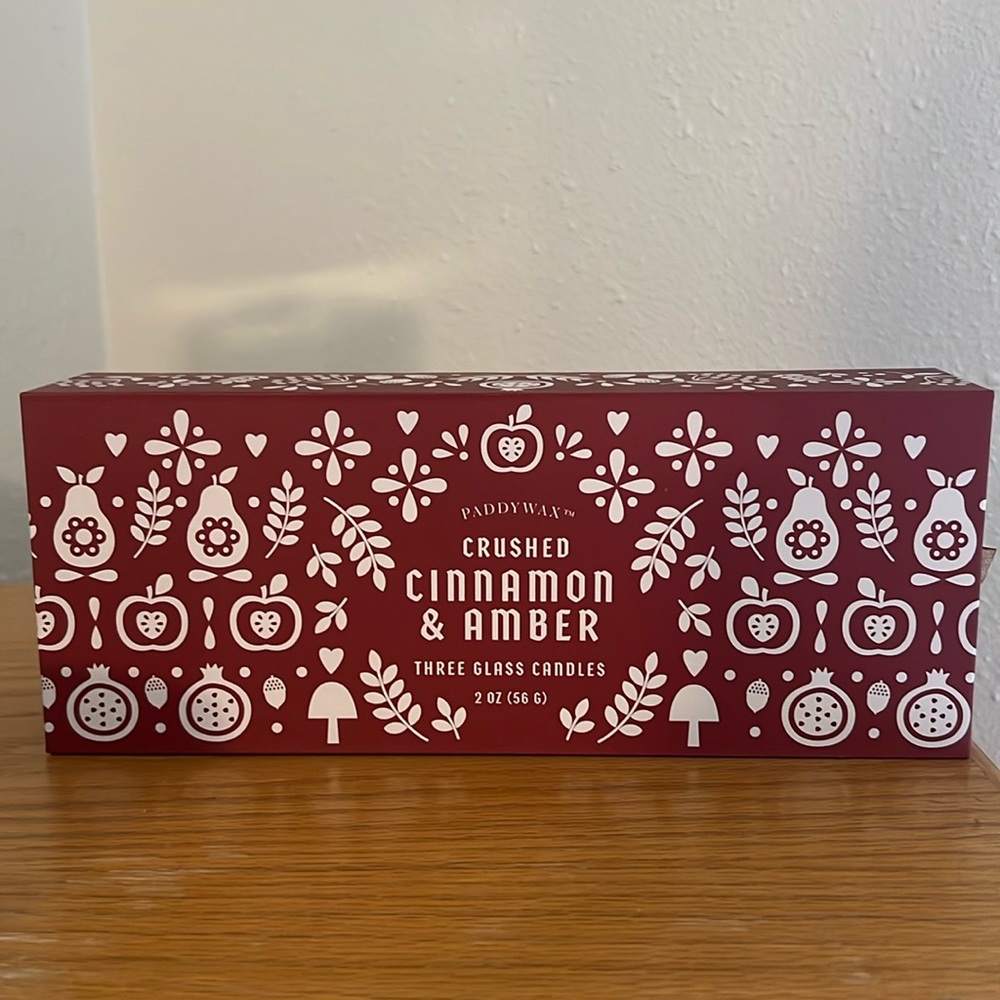 PADDYWAX™
CRUSHED
CINNAMON
& AMBER
THREE GLASS CANDLES
2 OZ (56 G)